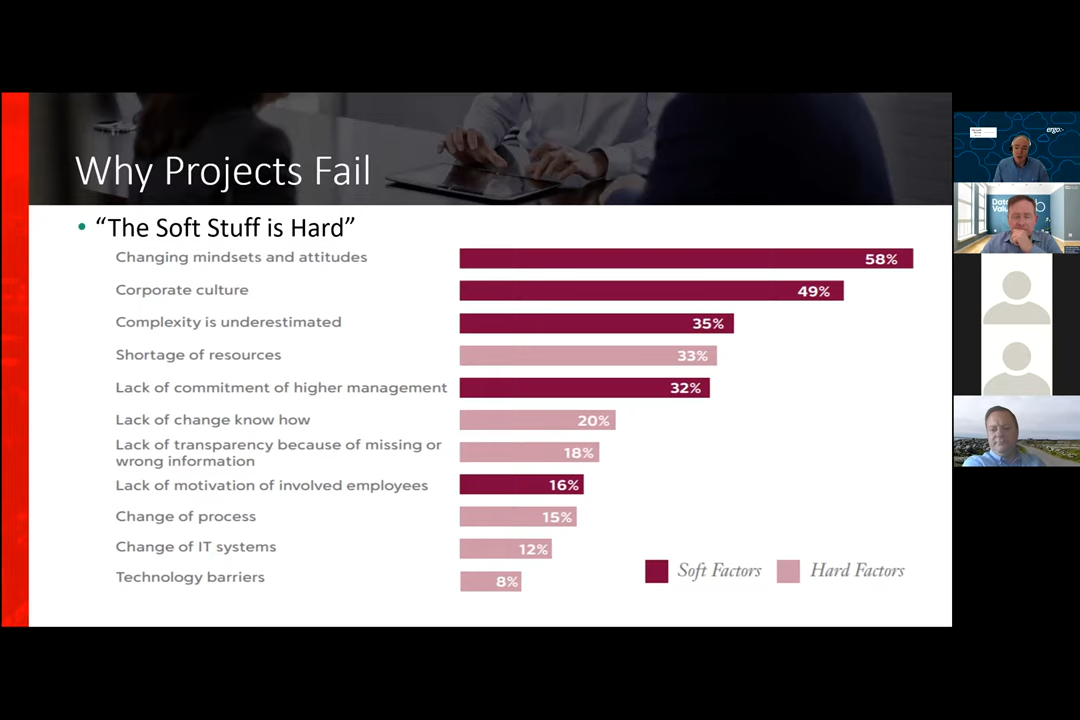 Why Projects Fail
• “The Soft Stuff is Hard”
Changing mindsets and attitudes 58%
Corporate culture 49%
Complexity is underestimated 35%
Shortage of resources 33%
Lack of commitment of higher management 32%
Lack of change know how 20%
Lack of transparency because of missing or
wrong information 18%
Lack of motivation of involved employees 16%
Change of process 15%
Change of IT systems 12%
Technology barriers 8%
Soft Factors Hard Factors
ergo